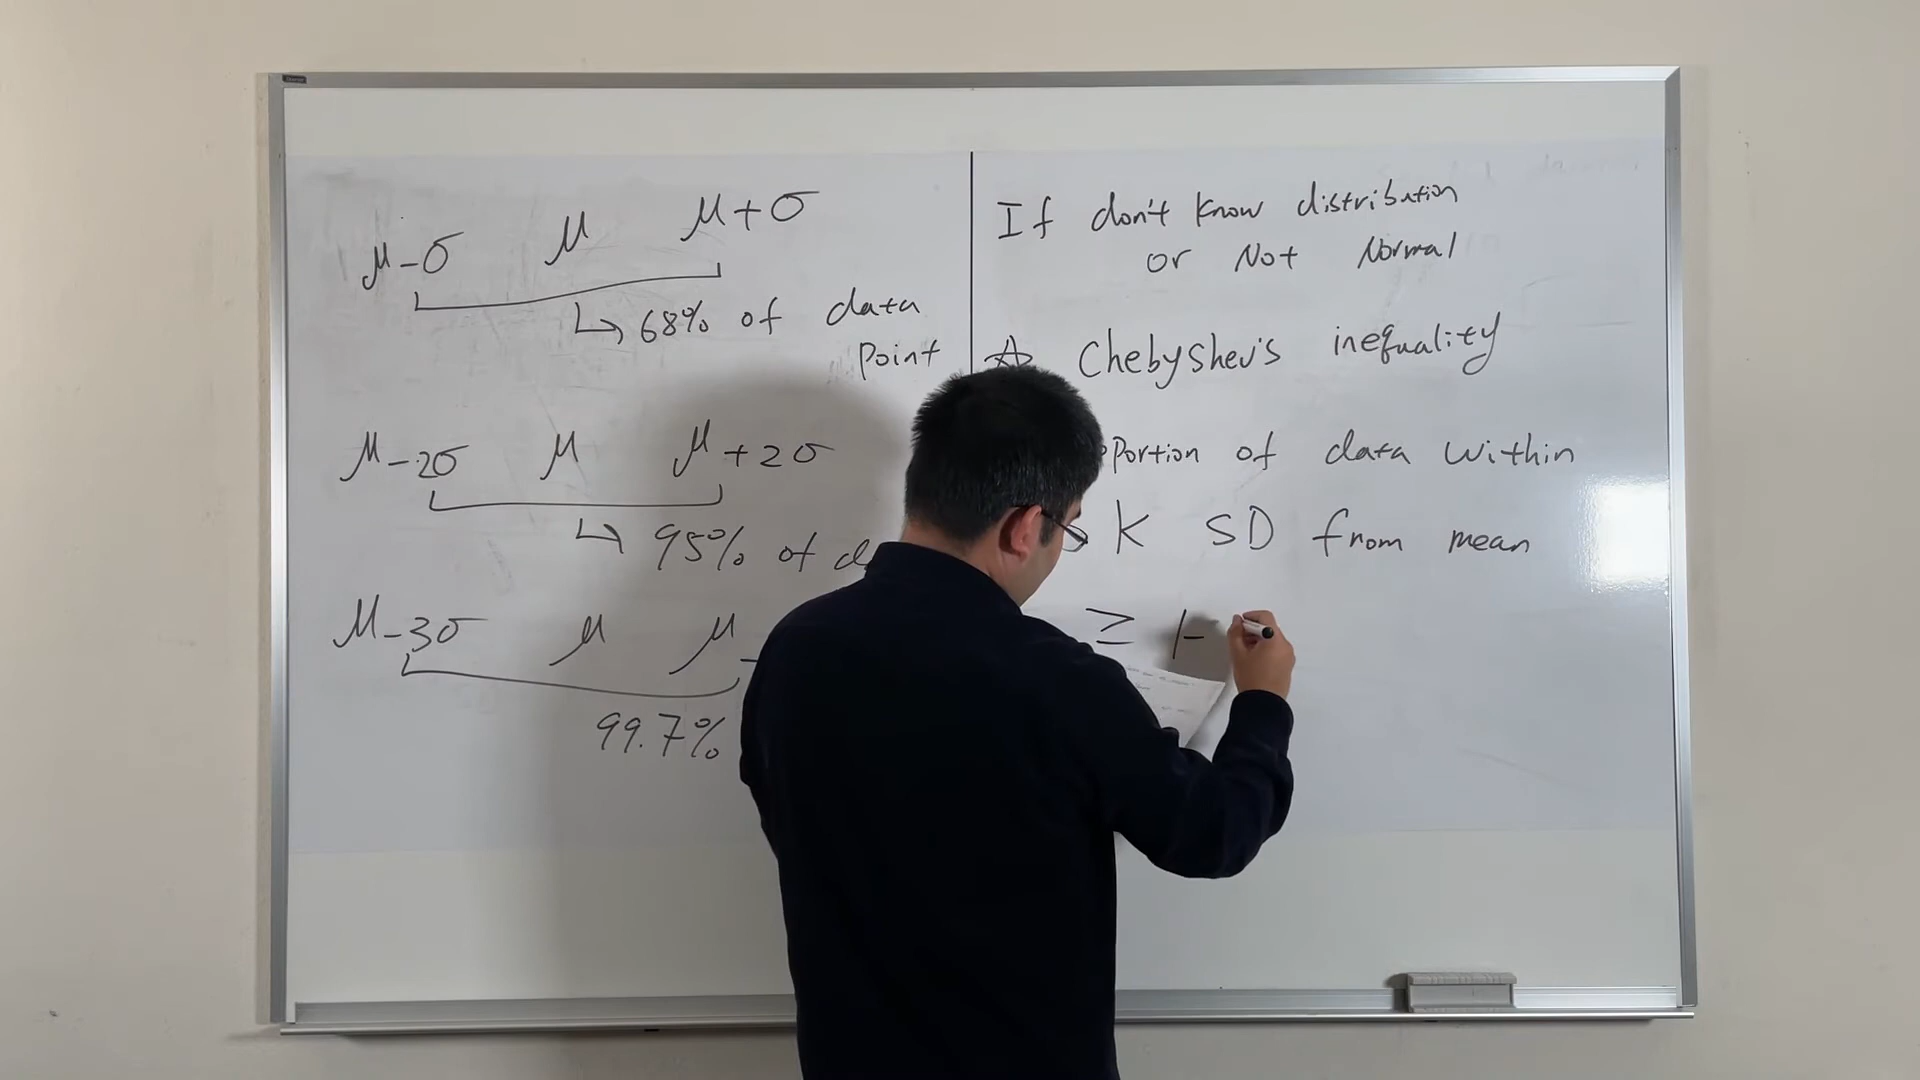 μ-σ μ μ+σ
↳ 68% of data
point
μ-2σ μ μ+2σ
↳ 95% of
μ-3σ μ μ
99.7%
If don't know distribution
or Not Normal
☆ Chebyshev's inequality
of data within
K SD from mean
≥ 1-